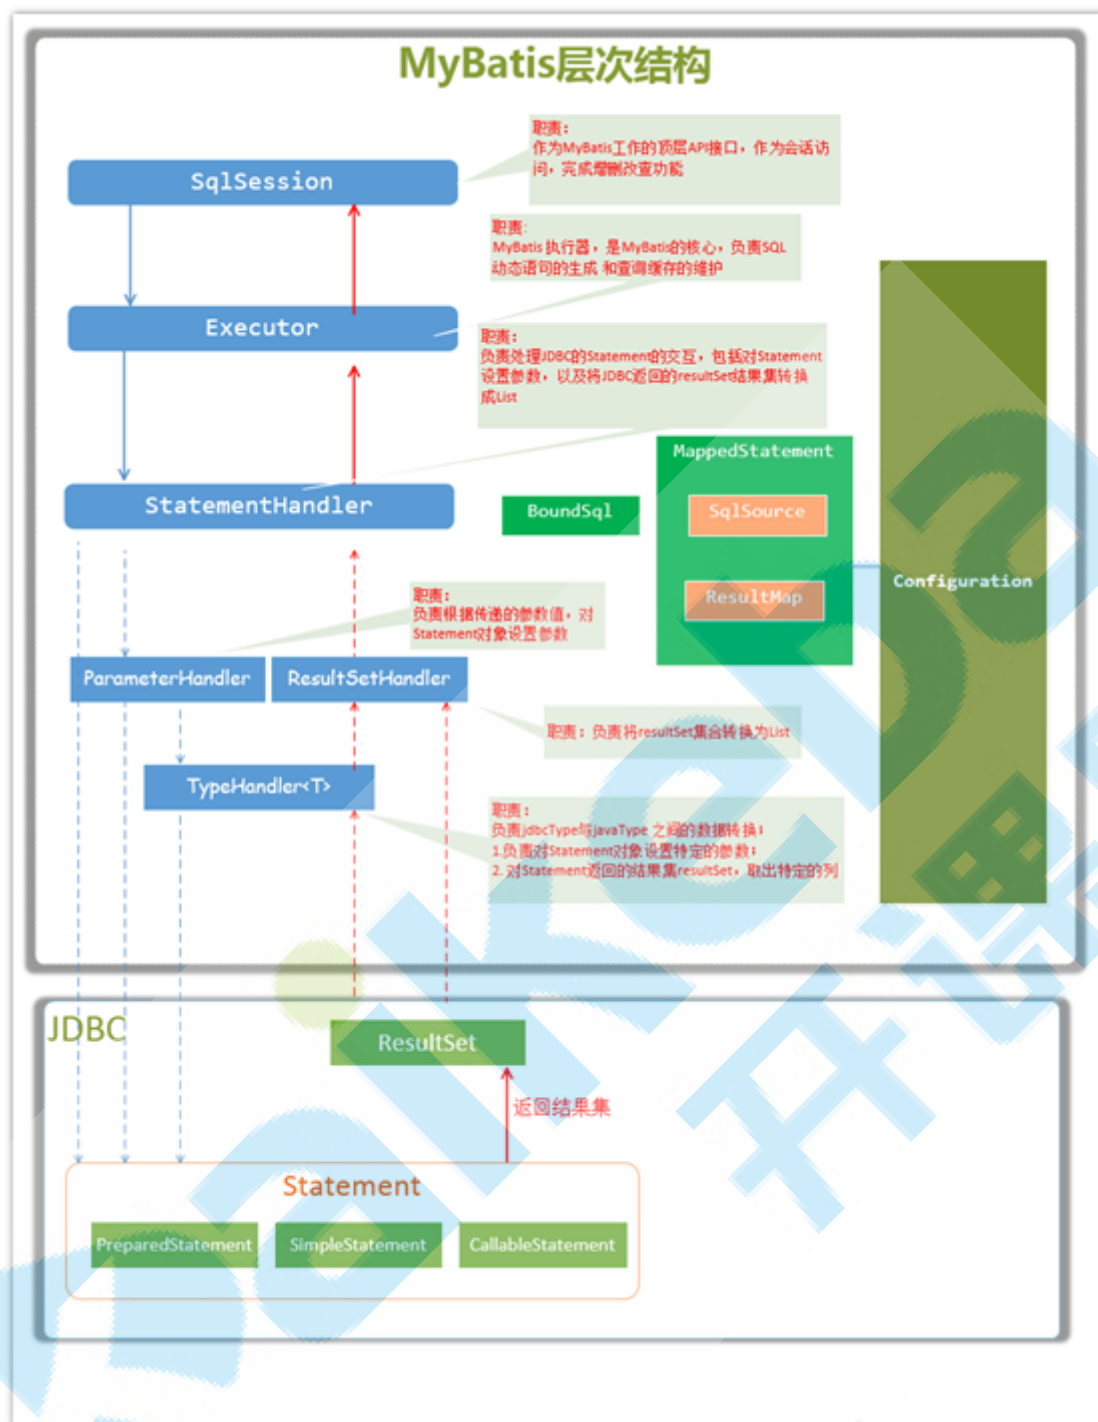 MyBatis层次结构
职责：
作为MyBatis工作的顶层API接口，作为会话访
问，完成增删改查功能
SqlSession
职责:
MyBatis 执行器，是MyBatis的核心，负责SQL
动态语句的生成 和查询缓存的维护
Executor
职责：
负责处理JDBC的Statement的交互，包括对Statement
设置参数，以及将JDBC返回的resultSet结果集转换
成List
MappedStatement
StatementHandler
BoundSql
SqlSource
Configuration
ResultMap
职责：
负责根据传递的参数值，对
Statement对象设置参数
ParameterHandler
ResultSetHandler
职责：负责将resultSet集合转换为List
TypeHandler<T>
职责：
负责jdbcType与javaType 之间的数据转换：
1.负责对Statement对象设置特定的参数；
2. 对Statement返回的结果集resultSet，取出特定的列
JDBC
ResultSet
返回结果集
Statement
PreparedStatement
SimpleStatement
CallableStatement
kaikeba
开课吧